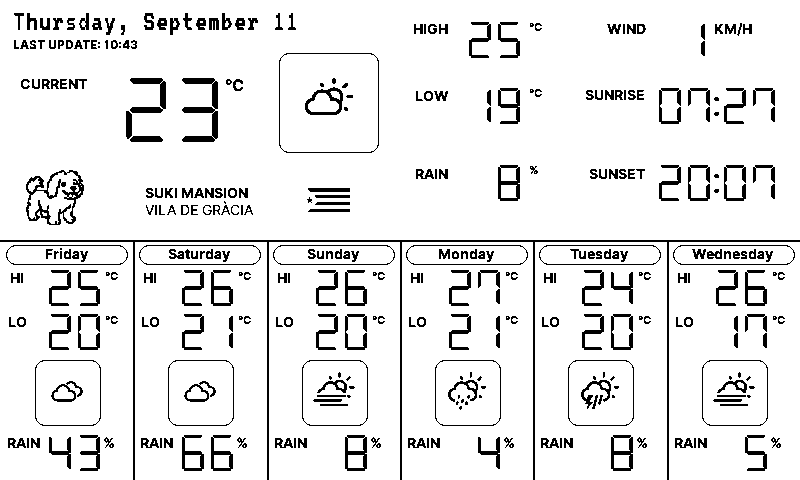 Thursday, September 11
LAST UPDATE: 10:43
CURRENT 23 °C
SUKI MANSION
VILA DE GRÀCIA
HIGH 25 °C
LOW 19 °C
RAIN 8 %
WIND 1 KM/H
SUNRISE 07:27
SUNSET 20:07
Friday
HI 25 °C
LO 20 °C
RAIN 43 %
Saturday
HI 26 °C
LO 21 °C
RAIN 66 %
Sunday
HI 26 °C
LO 20 °C
RAIN 8 %
Monday
HI 27 °C
LO 21 °C
RAIN 4 %
Tuesday
HI 24 °C
LO 20 °C
RAIN 8 %
Wednesday
HI 26 °C
LO 17 °C
RAIN 5 %